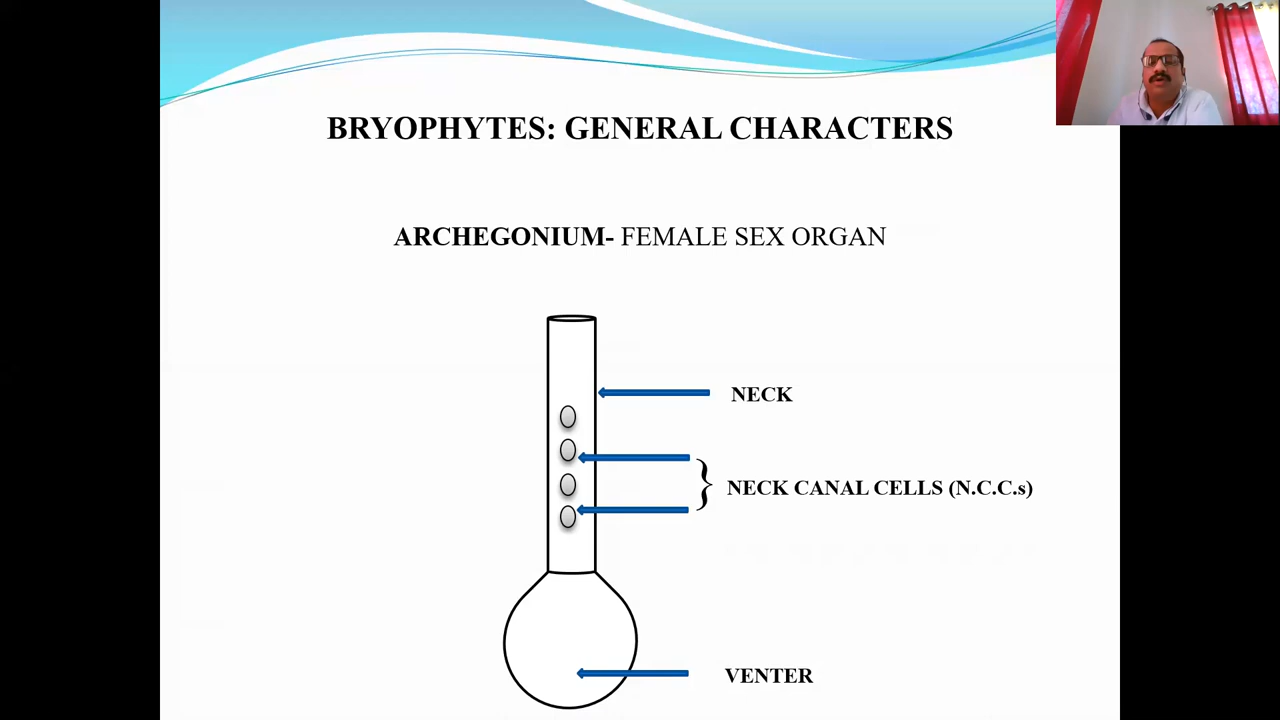 BRYOPHYTES: GENERAL CHARACTERS
ARCHEGONIUM- FEMALE SEX ORGAN
NECK
NECK CANAL CELLS (N.C.C.s)
VENTER